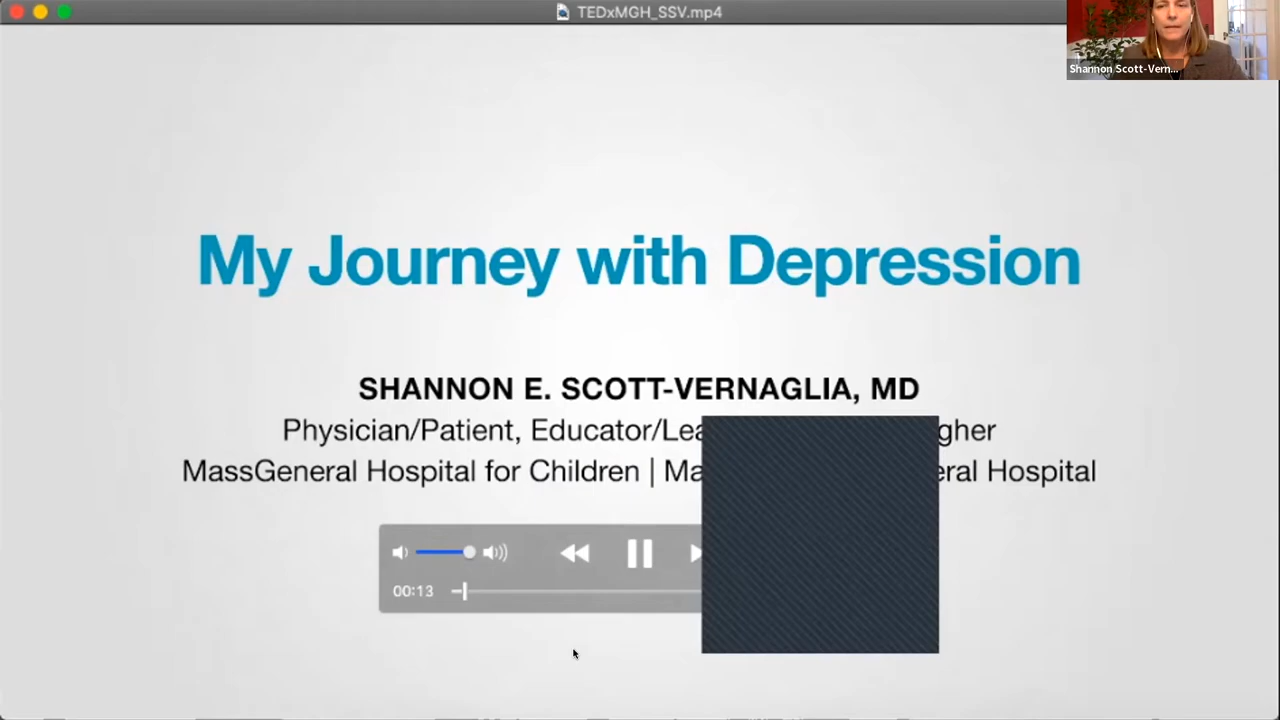 TEDxMGH_SSV.mp4
Shannon Scott-Vern...
My Journey with Depression
SHANNON E. SCOTT-VERNAGLIA, MD
Physician/Patient, Educator/Lea gher
MassGeneral Hospital for Children | Ma eral Hospital
00:13